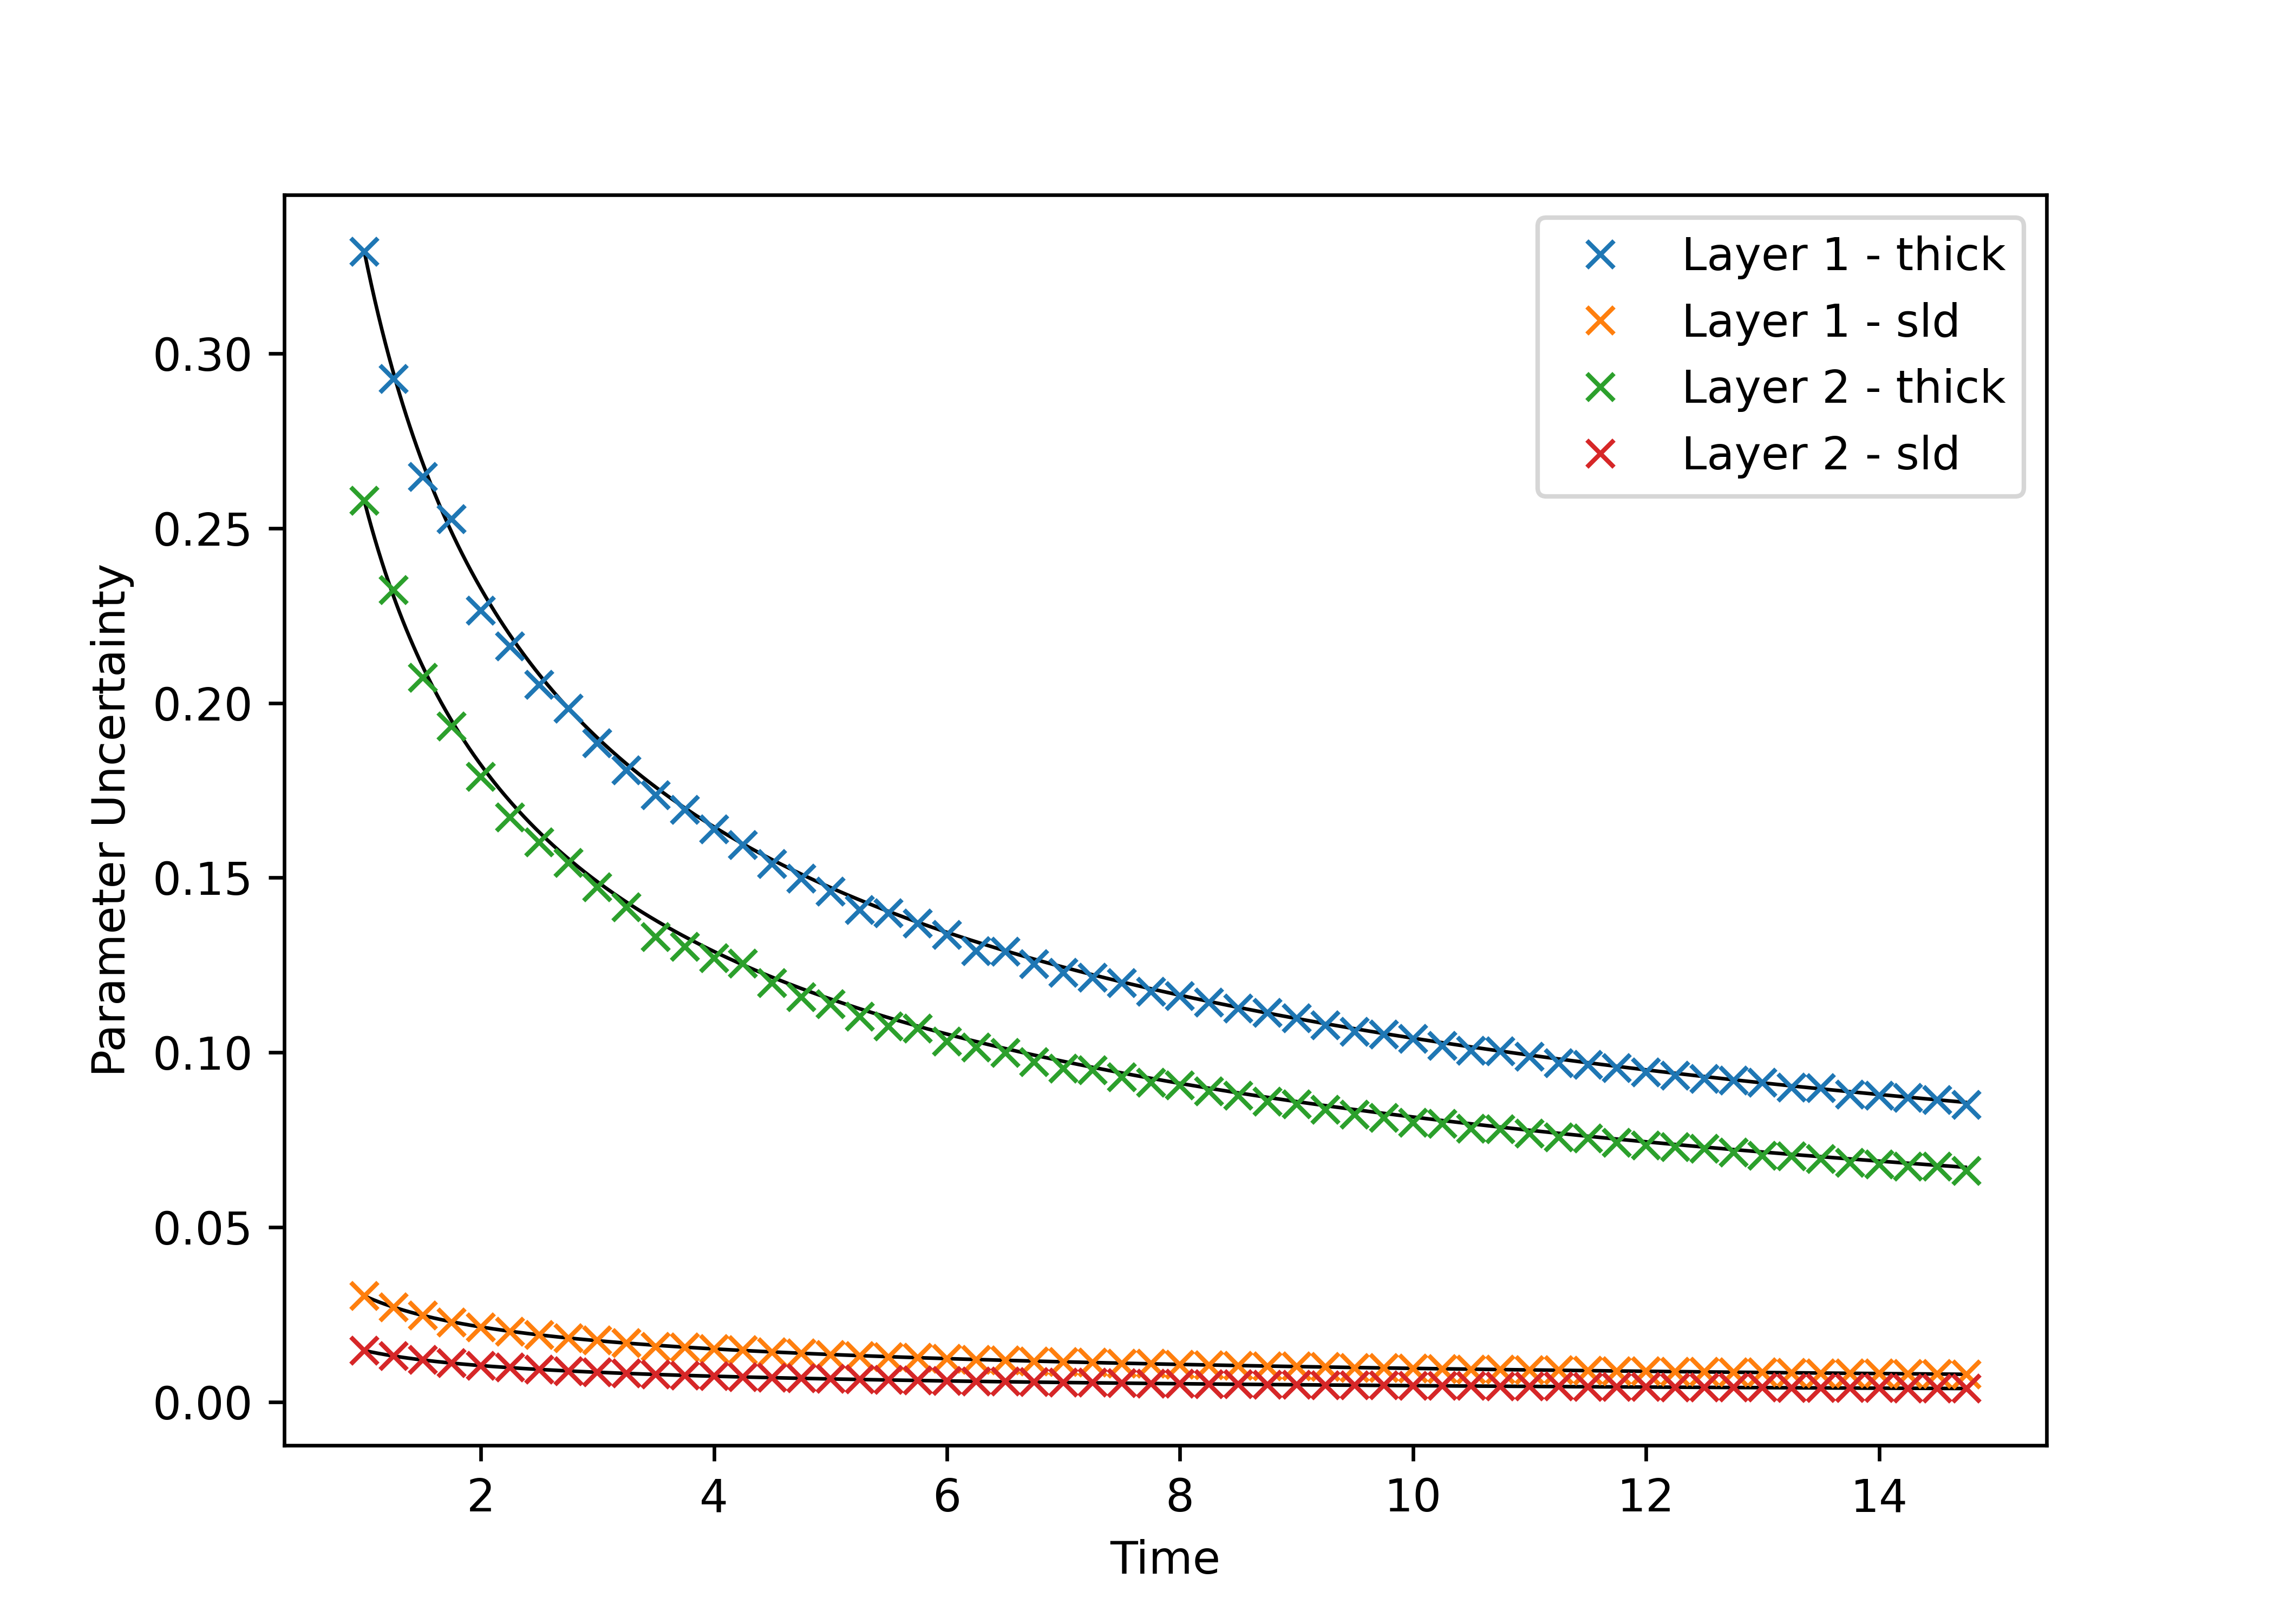 Layer 1 - thick
Layer 1 - sld
Layer 2 - thick
Layer 2 - sld
Parameter Uncertainty
0.30
0.25
0.20
0.15
0.10
0.05
0.00
2 4 6 8 10 12 14
Time